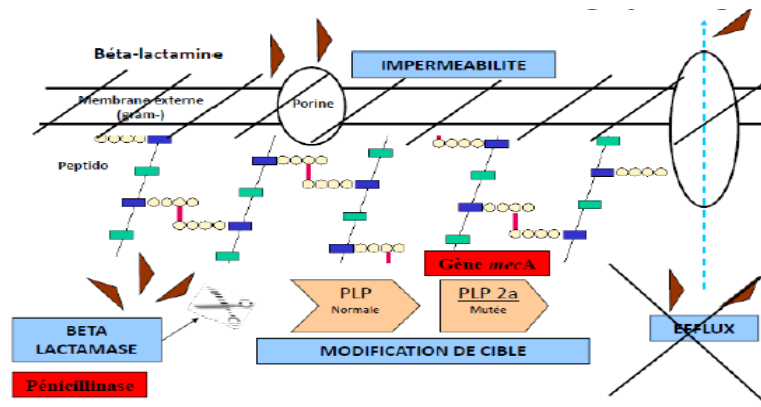 Béta-lactamine
IMPERMEABILITE
Membrane externe
(gram-)
Porine
Peptido
Gène mecA
PLP
Normale
PLP 2a
Mutée
BETA
LACTAMASE
EFFLUX
MODIFICATION DE CIBLE
Pénicillinase